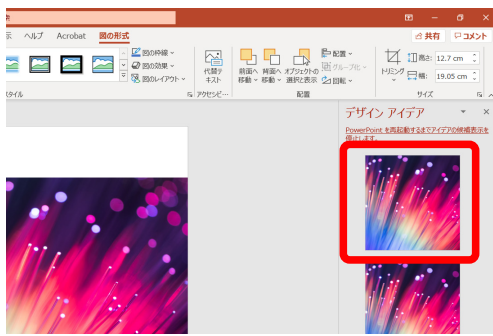 示 ヘルプ Acrobat 図の形式
共有 コメント
図の枠線
図の効果
図のレイアウト
代替テキスト
前面へ移動 背面へ移動 オブジェクトの選択と表示
配置
グループ化
回転
トリミング
高さ: 12.7 cm
幅: 19.05 cm
スタイル アクセシビ… 配置 サイズ
デザイン アイデア
PowerPoint を再起動するまでアイデアの候補表示を
停止します。